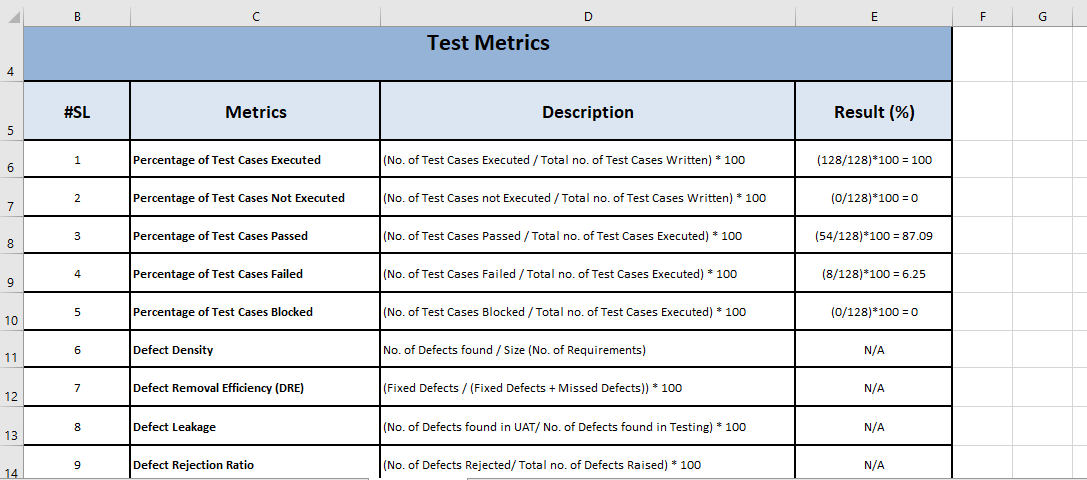 B C D E F G
4 Test Metrics
5 #SL Metrics Description Result (%)
6 1 Percentage of Test Cases Executed (No. of Test Cases Executed / Total no. of Test Cases Written) * 100 (128/128)*100 = 100
7 2 Percentage of Test Cases Not Executed (No. of Test Cases not Executed / Total no. of Test Cases Written) * 100 (0/128)*100 = 0
8 3 Percentage of Test Cases Passed (No. of Test Cases Passed / Total no. of Test Cases Executed) * 100 (54/128)*100 = 87.09
9 4 Percentage of Test Cases Failed (No. of Test Cases Failed / Total no. of Test Cases Executed) * 100 (8/128)*100 = 6.25
10 5 Percentage of Test Cases Blocked (No. of Test Cases Blocked / Total no. of Test Cases Executed) * 100 (0/128)*100 = 0
11 6 Defect Density No. of Defects found / Size (No. of Requirements) N/A
12 7 Defect Removal Efficiency (DRE) (Fixed Defects / (Fixed Defects + Missed Defects)) * 100 N/A
13 8 Defect Leakage (No. of Defects found in UAT/ No. of Defects found in Testing) * 100 N/A
14 9 Defect Rejection Ratio (No. of Defects Rejected/ Total no. of Defects Raised) * 100 N/A